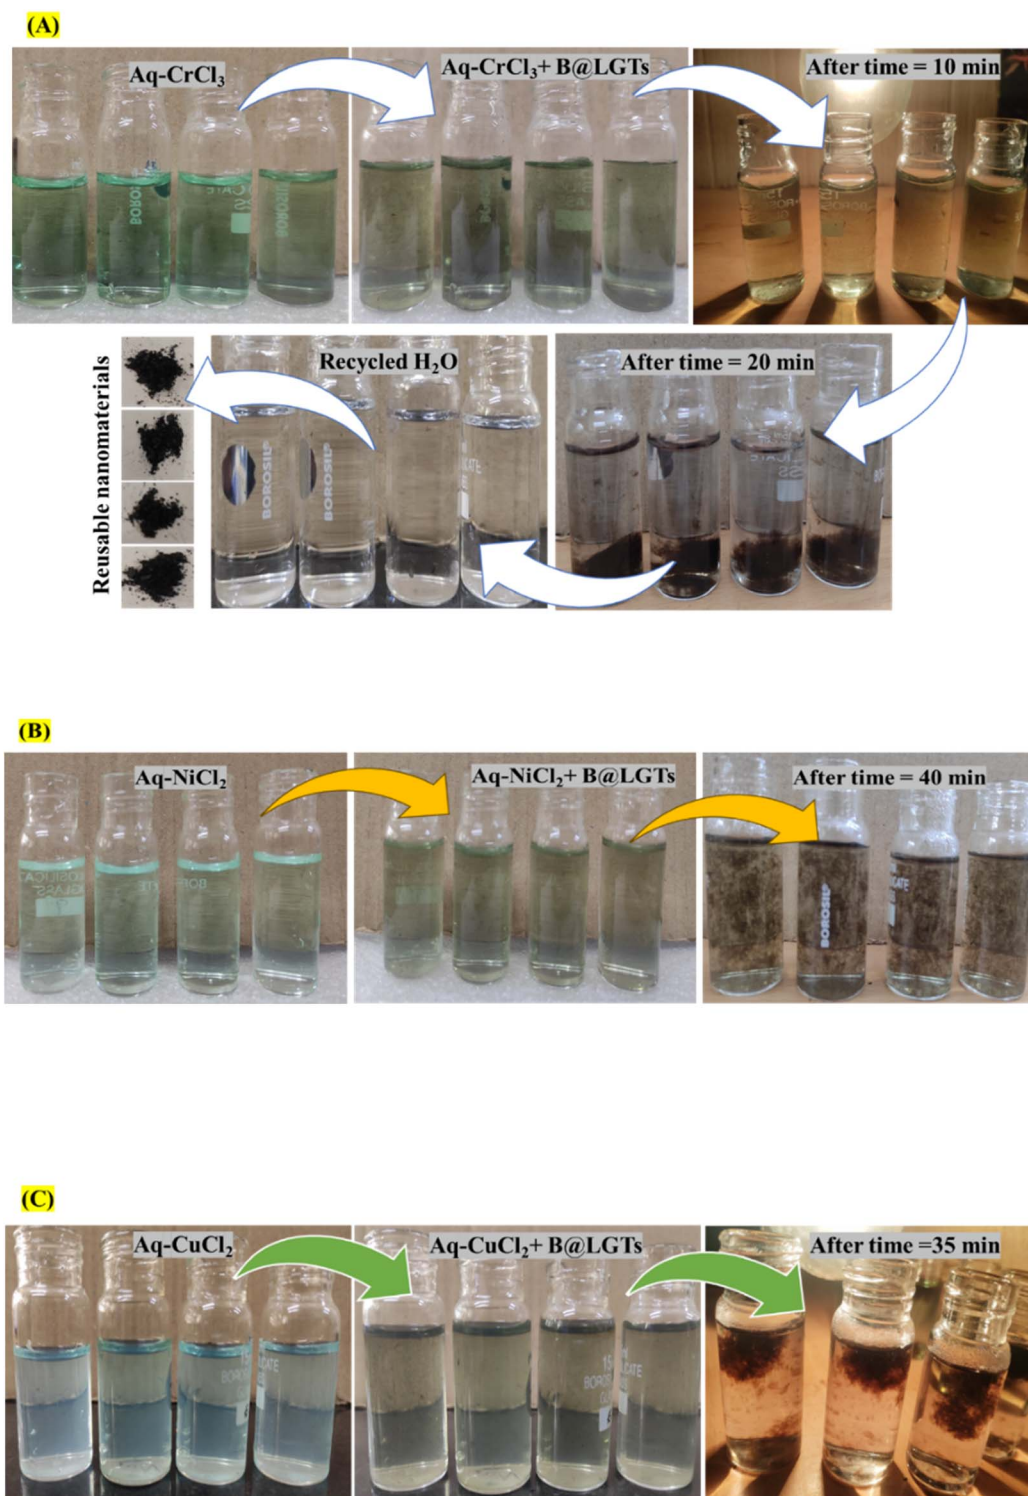 (A)
Aq-CrCl₃
Aq-CrCl₃+ B@LGTs
After time = 10 min
BOROSIL
Reusable nanomaterials
Recycled H₂O
After time = 20 min
BOROSIL®
BOROSIL®
(B)
Aq-NiCl₂
Aq-NiCl₂+ B@LGTs
After time = 40 min
BOROSIL®
(C)
Aq-CuCl₂
Aq-CuCl₂+ B@LGTs
After time =35 min